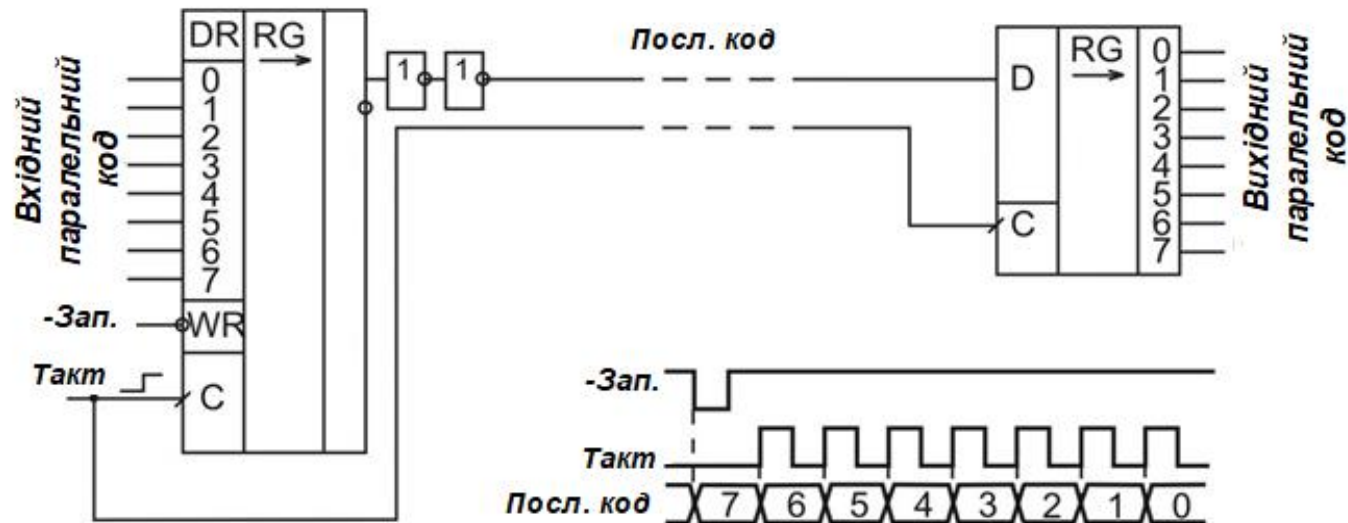 DR RG
0
1
2
3
4
5
6
7
WR
C
Вхідний
паралельний
код
-Зап.
Такт
1 1
Посл. код
D
C
RG
0
1
2
3
4
5
6
7
Вихідний
паралельний
код
-Зап.
Такт
Посл. код 7 6 5 4 3 2 1 0